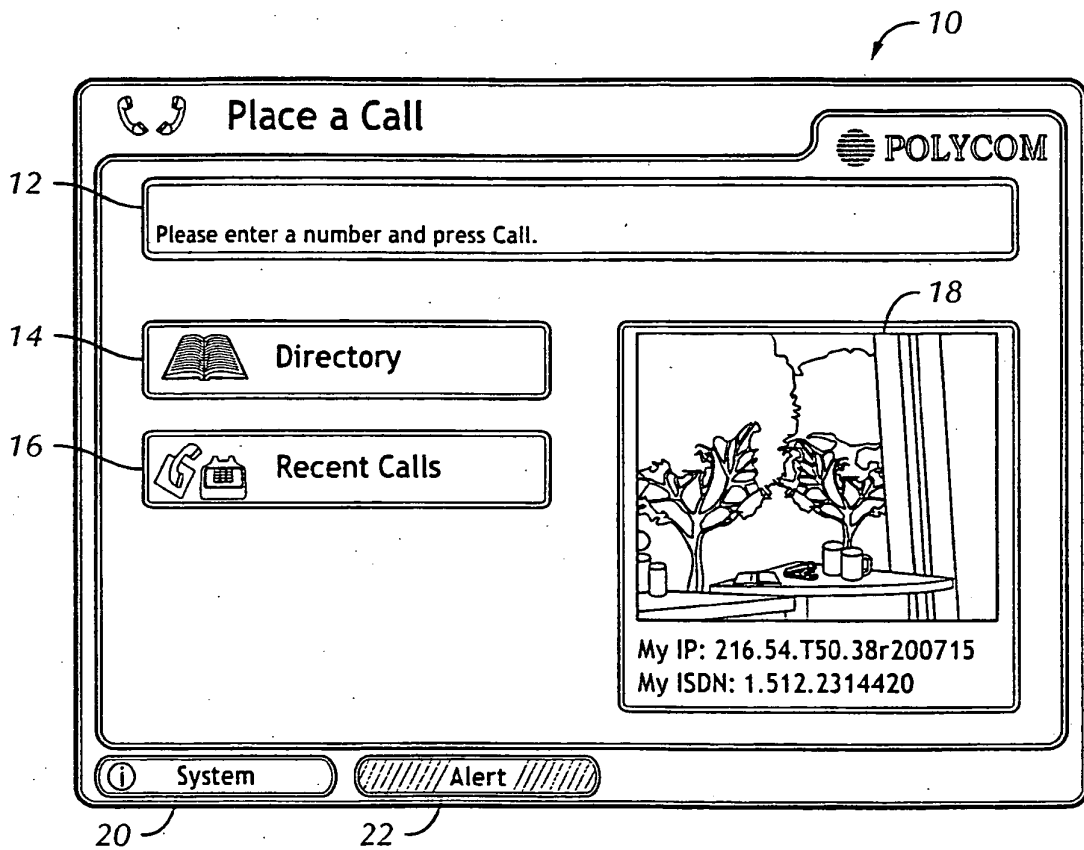 10
Place a Call
POLYCOM
12
Please enter a number and press Call.
18
14
Directory
16
Recent Calls
My IP: 216.54.T50.38r200715
My ISDN: 1.512.2314420
System
Alert
20
22